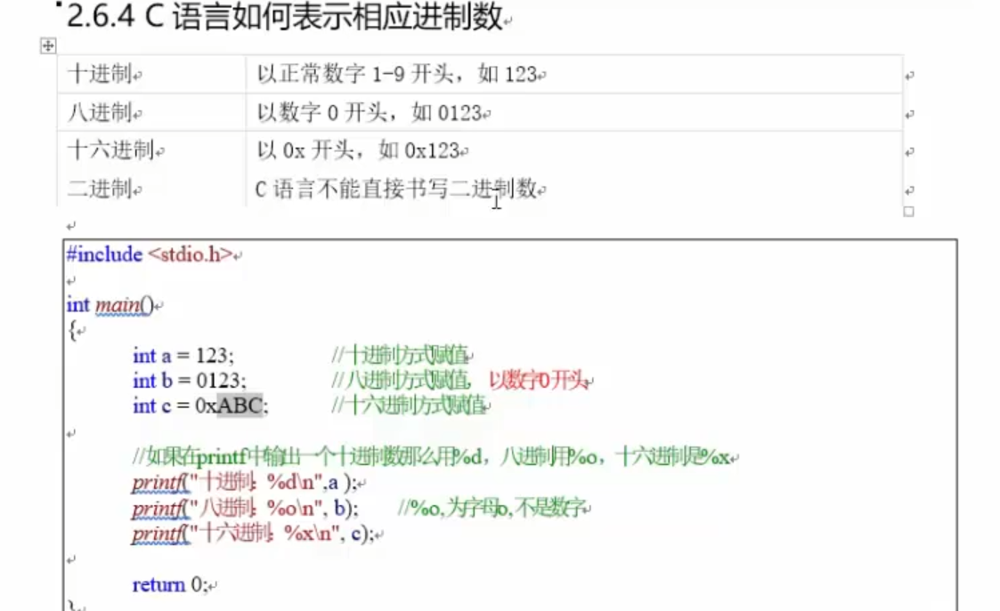 2.6.4 C 语言如何表示相应进制数
十进制 以正常数字 1-9 开头，如 123
八进制 以数字 0 开头，如 0123
十六进制 以 0x 开头，如 0x123
二进制 C 语言不能直接书写二进制数
#include <stdio.h>
int main()
{
int a = 123; //十进制方式赋值
int b = 0123; //八进制方式赋值，以数字0开头
int c = 0xABC; //十六进制方式赋值
//如果在printf中输出一个十进制数那么用%d，八进制用%o，十六进制是%x
printf("十进制：%d\n",a );
printf("八进制：%o\n", b); //%o,为字母o,不是数字
printf("十六进制：%x\n", c);
return 0;
}